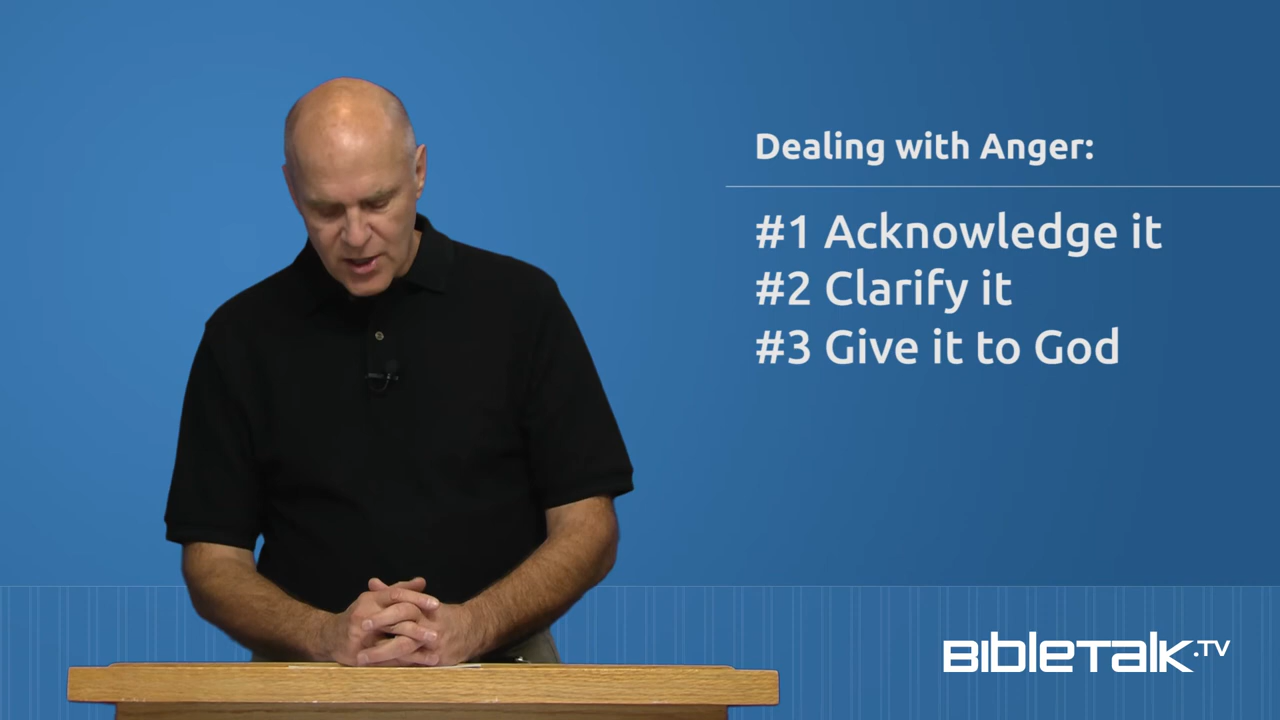 Dealing with Anger:
#1 Acknowledge it
#2 Clarify it
#3 Give it to God
BibleTalk.TV